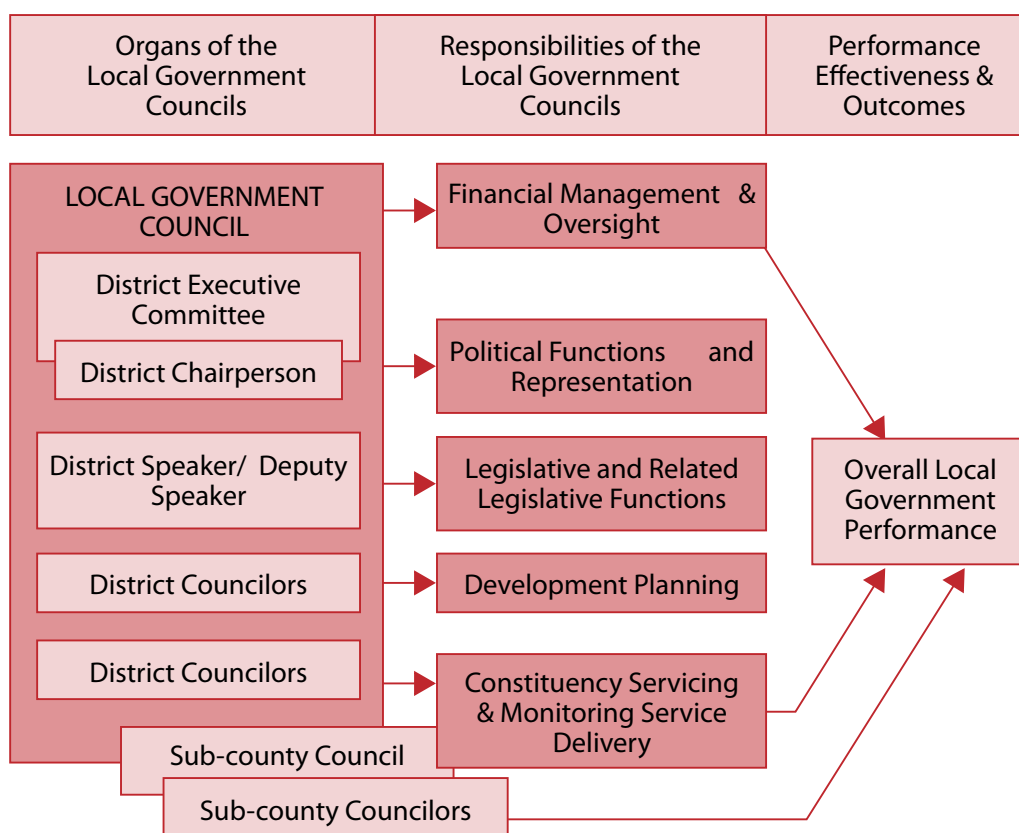 Organs of the
Local Government
Councils
Responsibilities of the
Local Government
Councils
Performance
Effectiveness &
Outcomes
LOCAL GOVERNMENT
COUNCIL
District Executive
Committee
District Chairperson
District Speaker/ Deputy
Speaker
District Councilors
District Councilors
Sub-county Council
Sub-county Councilors
Financial Management &
Oversight
Political Functions and
Representation
Legislative and Related
Legislative Functions
Development Planning
Constituency Servicing
& Monitoring Service
Delivery
Overall Local
Government
Performance